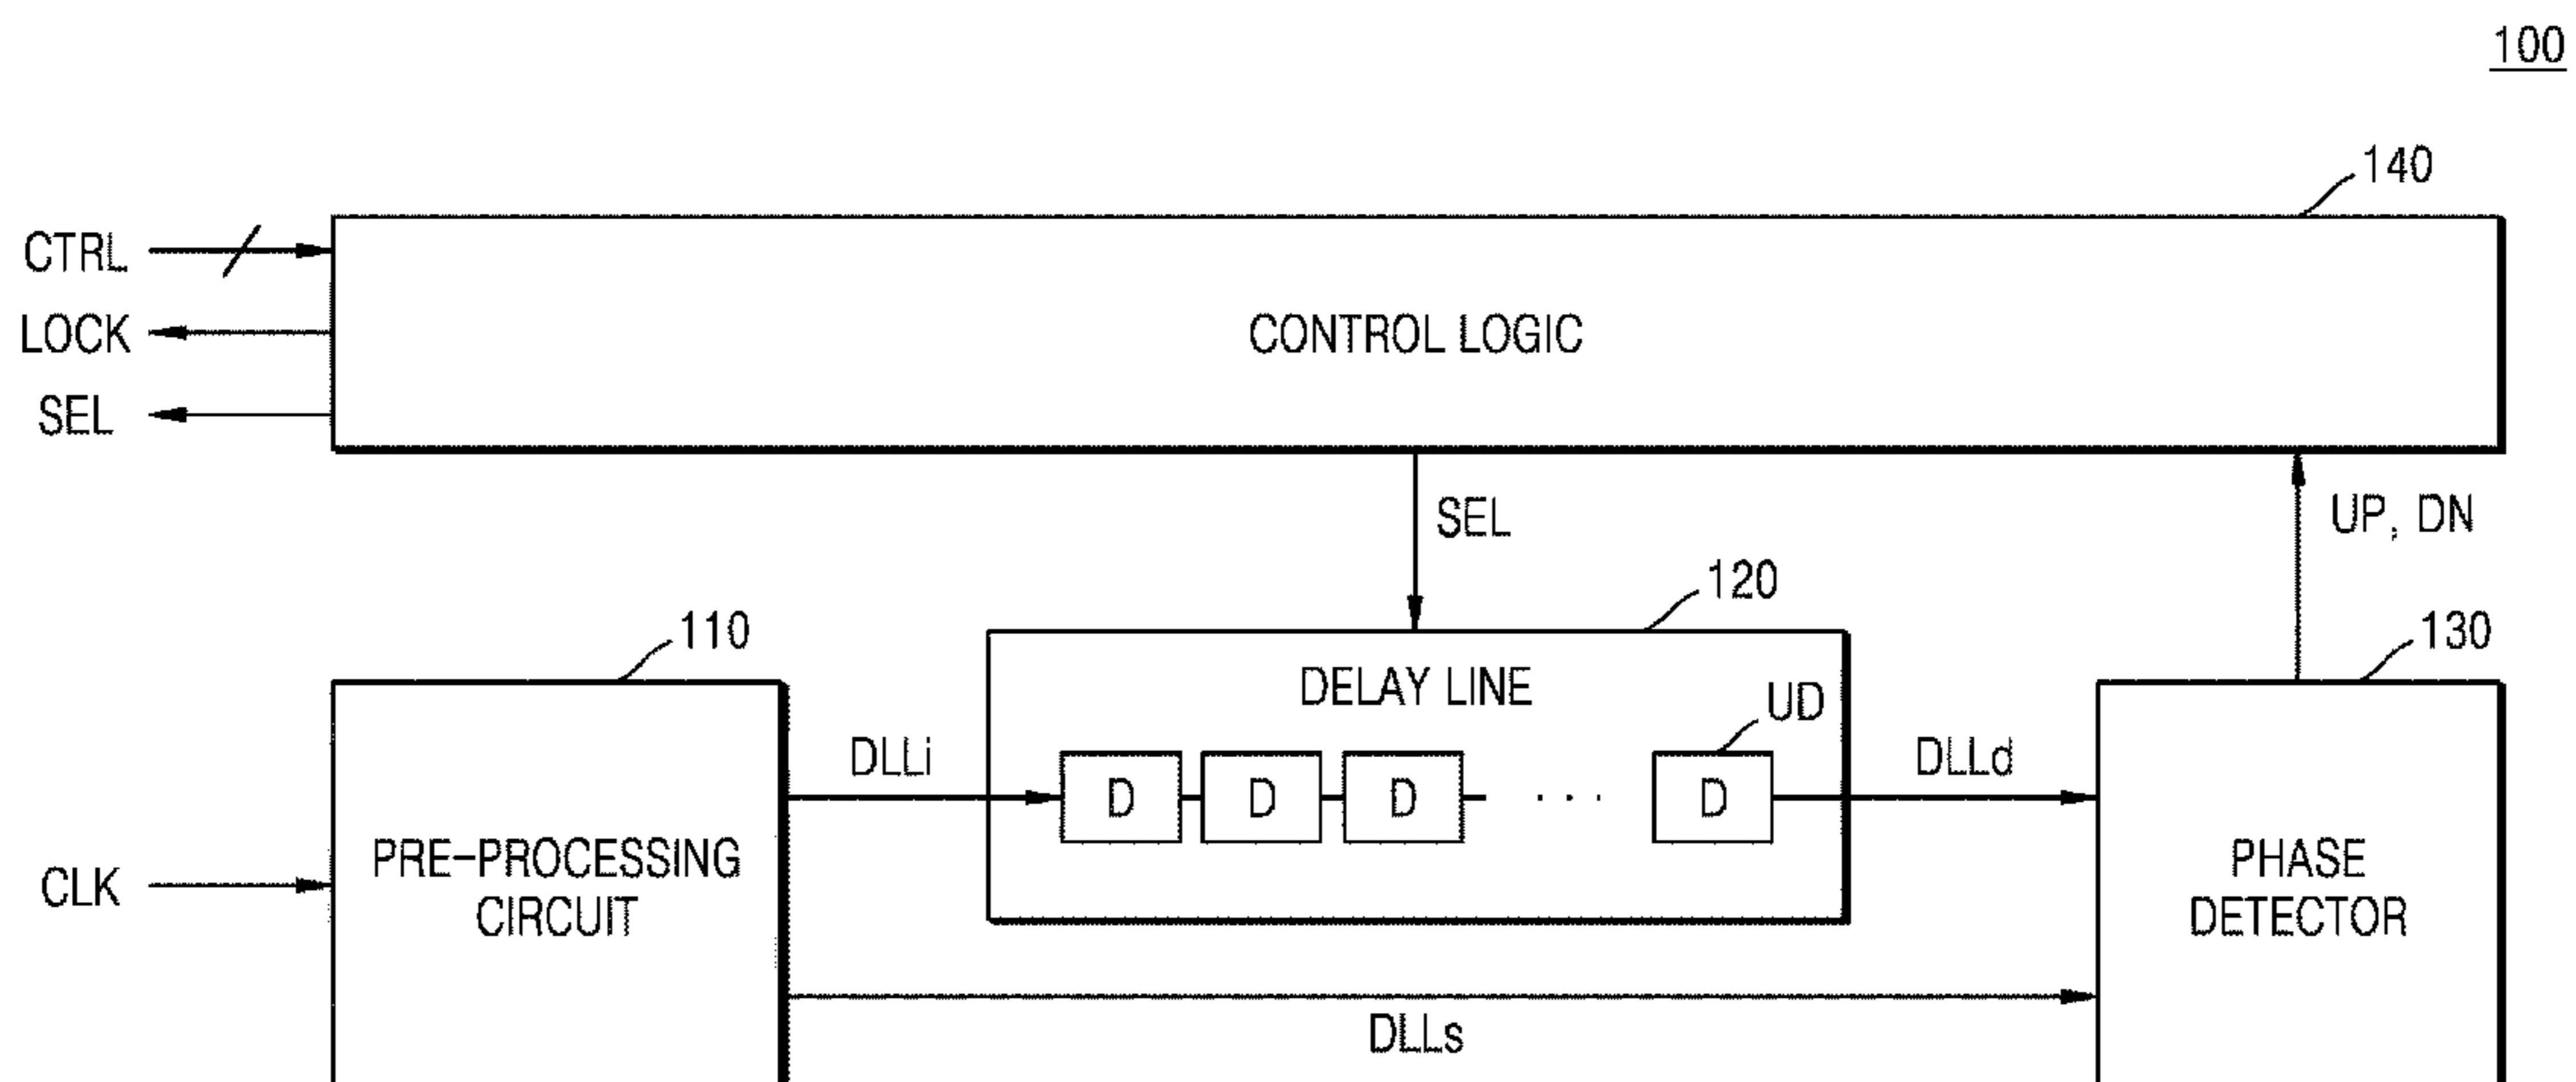 100
140
CTRL
LOCK
SEL
CONTROL LOGIC
SEL
UP, DN
110
120
130
DELAY LINE
UD
DLLi
D D D ... D
DLLd
CLK
PRE-PROCESSING
CIRCUIT
PHASE
DETECTOR
DLLs